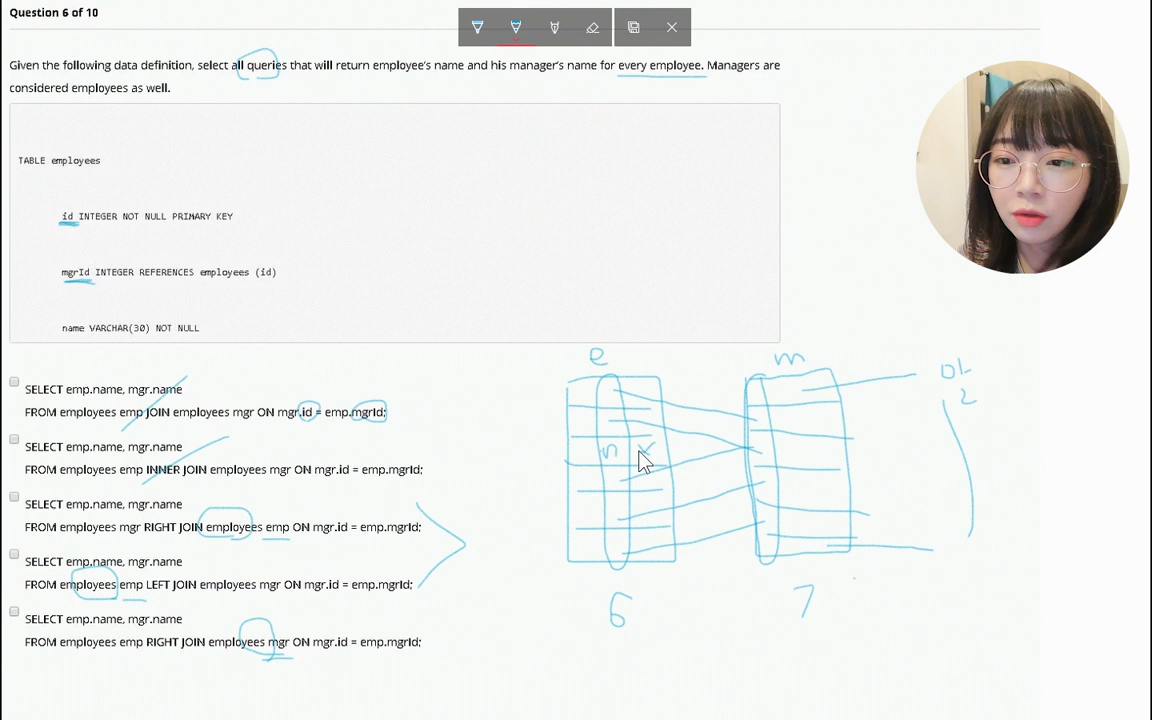 Question 6 of 10
Given the following data definition, select all queries that will return employee's name and his manager's name for every employee. Managers are
considered employees as well.
TABLE employees
id INTEGER NOT NULL PRIMARY KEY
mgrId INTEGER REFERENCES employees (id)
name VARCHAR(30) NOT NULL
SELECT emp.name, mgr.name
FROM employees emp JOIN employees mgr ON mgr.id = emp.mgrId;
SELECT emp.name, mgr.name
FROM employees emp INNER JOIN employees mgr ON mgr.id = emp.mgrId;
SELECT emp.name, mgr.name
FROM employees mgr RIGHT JOIN employees emp ON mgr.id = emp.mgrId;
SELECT emp.name, mgr.name
FROM employees emp LEFT JOIN employees mgr ON mgr.id = emp.mgrId;
SELECT emp.name, mgr.name
FROM employees emp RIGHT JOIN employees mgr ON mgr.id = emp.mgrId;
e
m
n x
2
6
7